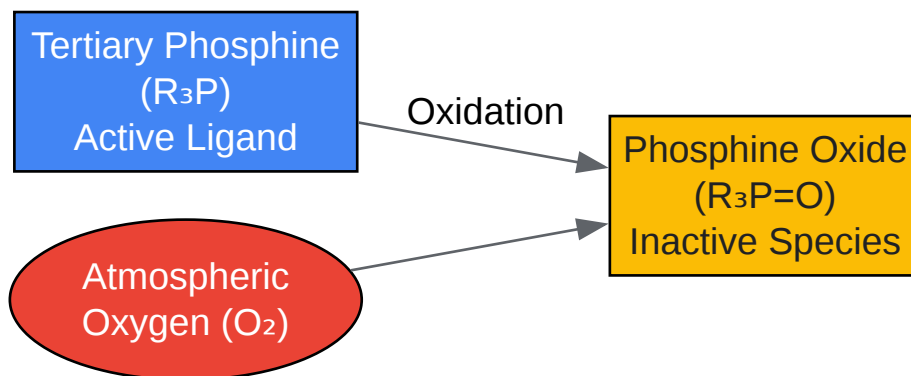 Tertiary Phosphine
(R₃P)
Active Ligand
Oxidation
Phosphine Oxide
(R₃P=O)
Inactive Species
Atmospheric
Oxygen (O₂)